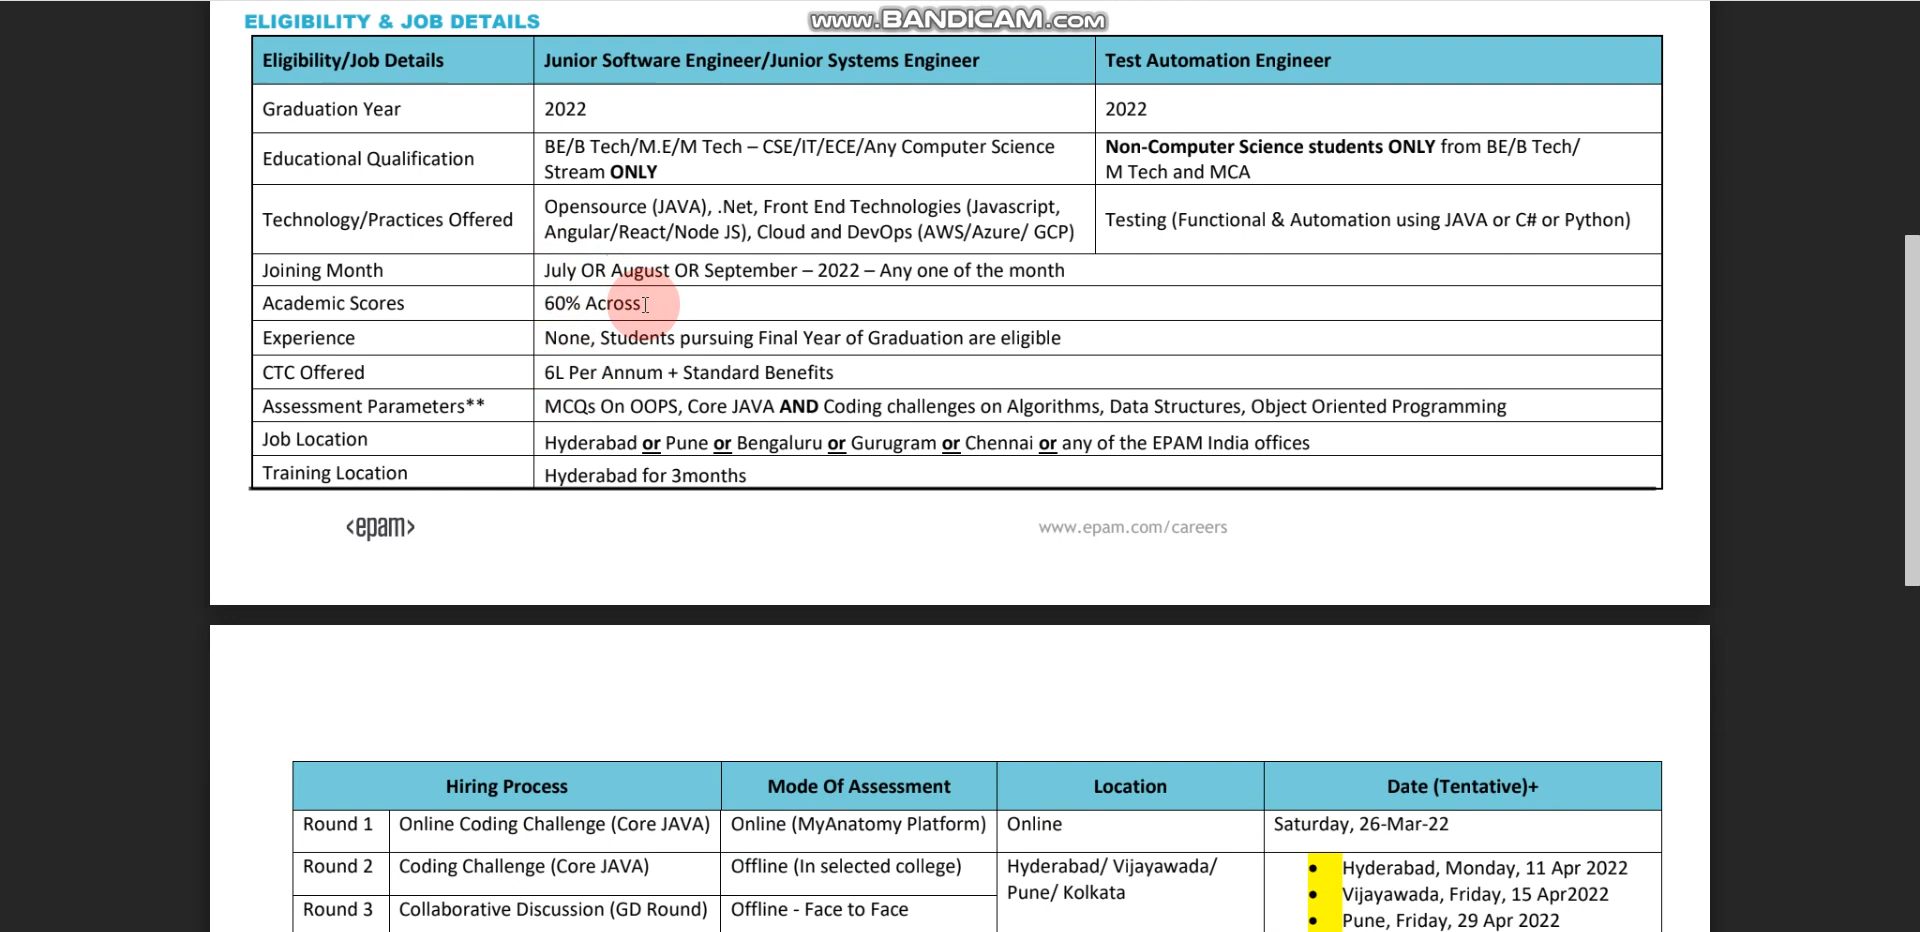 ELIGIBILITY & JOB DETAILS
www.BANDICAM.com
Eligibility/Job Details
Junior Software Engineer/Junior Systems Engineer
Test Automation Engineer
Graduation Year
2022
2022
Educational Qualification
BE/B Tech/M.E/M Tech – CSE/IT/ECE/Any Computer Science
Stream ONLY
Non-Computer Science students ONLY from BE/B Tech/
M Tech and MCA
Technology/Practices Offered
Opensource (JAVA), .Net, Front End Technologies (Javascript,
Angular/React/Node JS), Cloud and DevOps (AWS/Azure/ GCP)
Testing (Functional & Automation using JAVA or C# or Python)
Joining Month
July OR August OR September – 2022 – Any one of the month
Academic Scores
60% Across
Experience
None, Students pursuing Final Year of Graduation are eligible
CTC Offered
6L Per Annum + Standard Benefits
Assessment Parameters**
MCQs On OOPS, Core JAVA AND Coding challenges on Algorithms, Data Structures, Object Oriented Programming
Job Location
Hyderabad or Pune or Bengaluru or Gurugram or Chennai or any of the EPAM India offices
Training Location
Hyderabad for 3months
<epam>
www.epam.com/careers
Hiring Process
Mode Of Assessment
Location
Date (Tentative)+
Round 1
Online Coding Challenge (Core JAVA)
Online (MyAnatomy Platform)
Online
Saturday, 26-Mar-22
Round 2
Coding Challenge (Core JAVA)
Offline (In selected college)
Hyderabad/ Vijayawada/
Pune/ Kolkata
• Hyderabad, Monday, 11 Apr 2022
• Vijayawada, Friday, 15 Apr2022
• Pune, Friday, 29 Apr 2022
Round 3
Collaborative Discussion (GD Round)
Offline - Face to Face